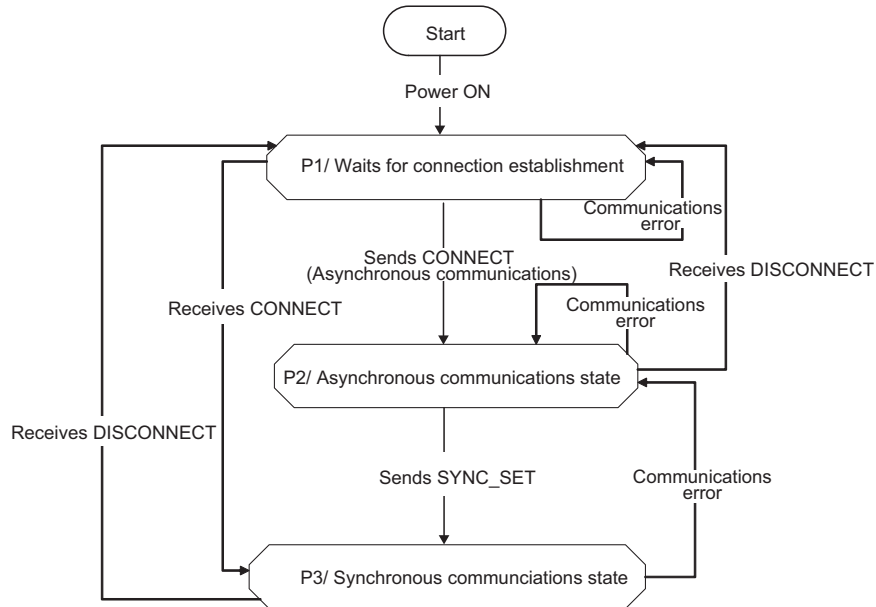 Start
Power ON
P1/ Waits for connection establishment
Communications
error
Sends CONNECT
(Asynchronous communications)
Receives DISCONNECT
Receives CONNECT
Communications
error
P2/ Asynchronous communications state
Receives DISCONNECT
Sends SYNC_SET
Communications
error
P3/ Synchronous communciations state